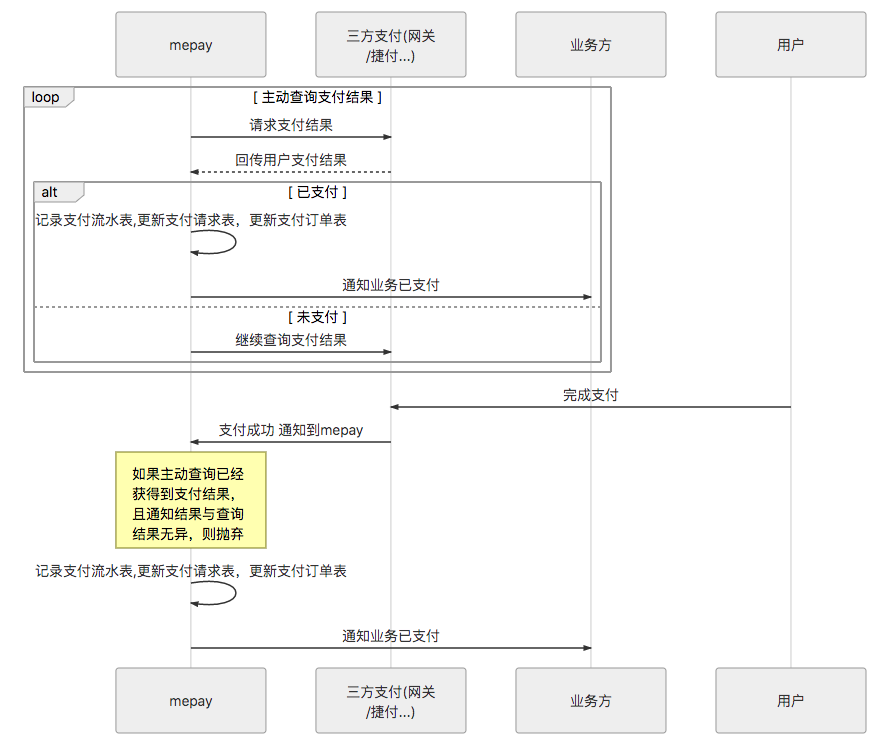 mepay
三方支付(网关
/捷付...)
业务方
用户
loop
[ 主动查询支付结果 ]
请求支付结果
回传用户支付结果
alt
[ 已支付 ]
记录支付流水表,更新支付请求表，更新支付订单表
通知业务已支付
[ 未支付 ]
继续查询支付结果
完成支付
支付成功 通知到mepay
如果主动查询已经
获得到支付结果，
且通知结果与查询
结果无异，则抛弃
记录支付流水表,更新支付请求表，更新支付订单表
通知业务已支付
mepay
三方支付(网关
/捷付...)
业务方
用户